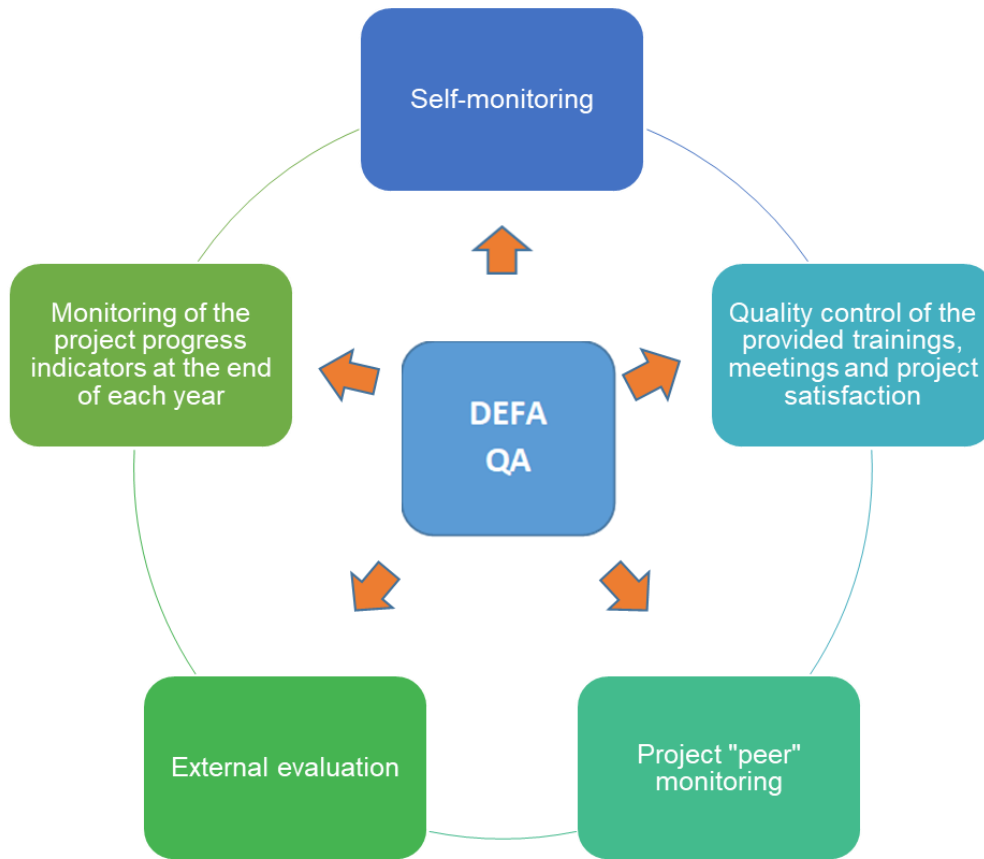 Self-monitoring
Monitoring of the
project progress
indicators at the end
of each year
Quality control of the
provided trainings,
meetings and project
satisfaction
DEFA
QA
External evaluation
Project "peer"
monitoring